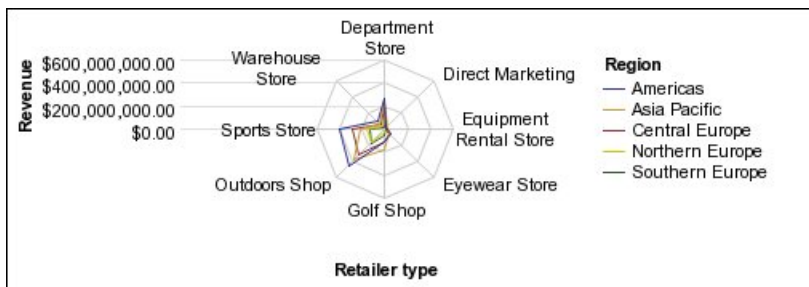 Revenue
$600,000,000.00
$400,000,000.00
$200,000,000.00
$0.00
Department
Store
Direct Marketing
Equipment
Rental Store
Eyewear Store
Golf Shop
Outdoors Shop
Sports Store
Warehouse
Store
Retailer type
Region
Americas
Asia Pacific
Central Europe
Northern Europe
Southern Europe